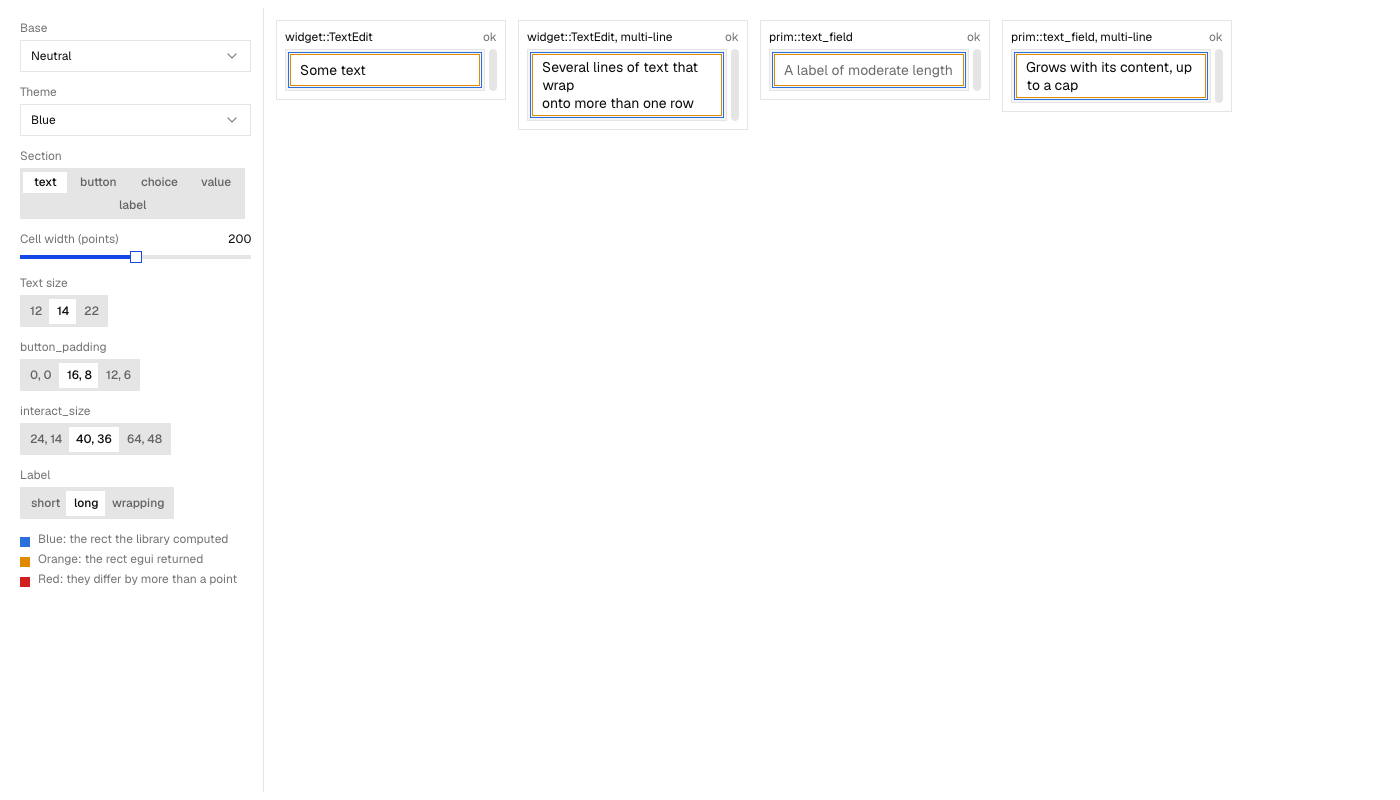 Base
Neutral
Theme
Blue
Section
text button choice value
label
Cell width (points) 200
Text size
12 14 22
button_padding
0, 0 16, 8 12, 6
interact_size
24, 14 40, 36 64, 48
Label
short long wrapping
Blue: the rect the library computed
Orange: the rect egui returned
Red: they differ by more than a point
widget::TextEdit ok
Some text
widget::TextEdit, multi-line ok
Several lines of text that
wrap
onto more than one row
prim::text_field ok
A label of moderate length
prim::text_field, multi-line ok
Grows with its content, up
to a cap